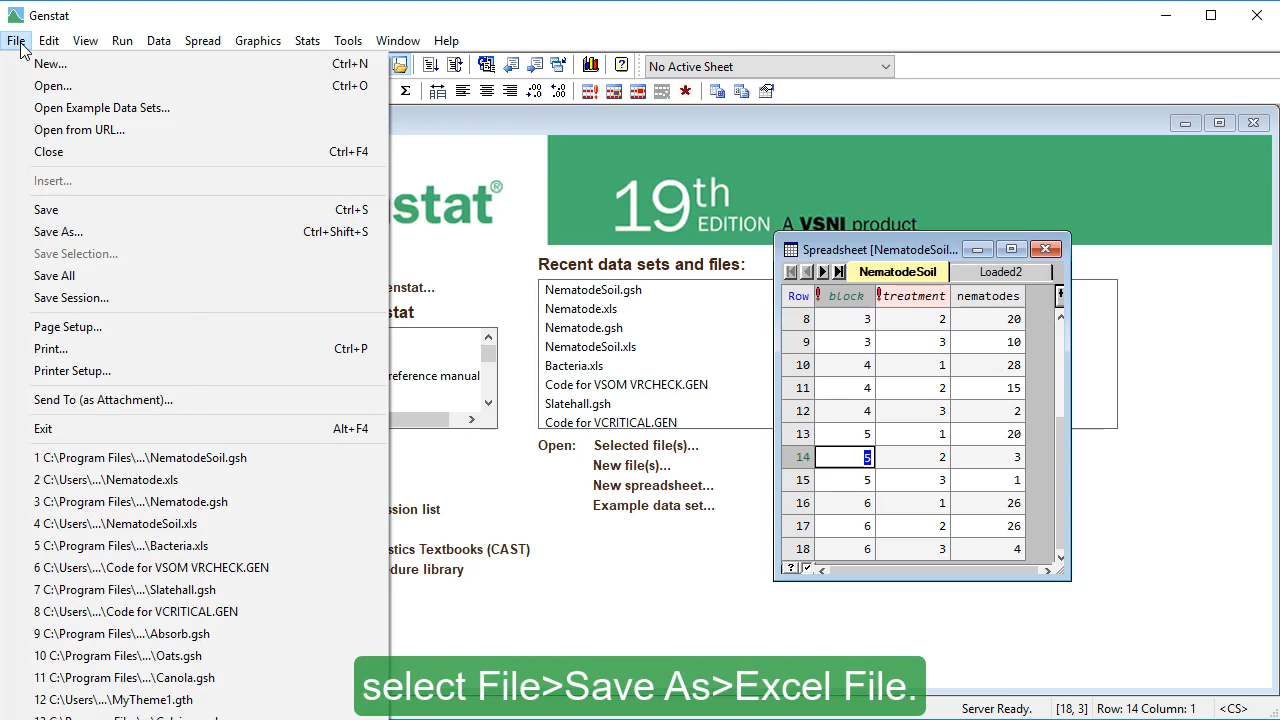 Genstat
File Edit View Run Data Spread Graphics Stats Tools Window Help
New... Ctrl+N
Open... Ctrl+O
Open Example Data Sets...
Open from URL...
Close Ctrl+F4
Insert...
Save Ctrl+S
Save As... Ctrl+Shift+S
Save Selection...
Save All
Save Session...
Page Setup...
Print... Ctrl+P
Printer Setup...
Send To (as Attachment)...
Exit Alt+F4
1 C:\Program Files\...\NematodeSoil.gsh
2 C:\Users\...\Nematode.xls
3 C:\Program Files\...\Nematode.gsh
4 C:\Users\...\NematodeSoil.xls
5 C:\Program Files\...\Bacteria.xls
6 C:\Users\...\Code for VSOM VRCHECK.GEN
7 C:\Program Files\...\Slatehall.gsh
8 C:\Users\...\Code for VCRITICAL.GEN
9 C:\Program Files\...\Absorb.gsh
10 C:\Program Files\...\Oats.gsh
11 C:\Program Files\...\Canola.gsh
12 C:\Users\...\MyTheme1.gth
No Active Sheet
nstat®
19th EDITION A VSNi product
enstat...
stat
reference manual
ssion list
stics Textbooks (CAST)
dure library
Recent data sets and files:
NematodeSoil.gsh
Nematode.xls
Nematode.gsh
NematodeSoil.xls
Bacteria.xls
Code for VSOM VRCHECK.GEN
Slatehall.gsh
Code for VCRITICAL.GEN
Open: Selected file(s)...
New file(s)...
New spreadsheet...
Example data set...
Spreadsheet [NematodeSoil...
NematodeSoil Loaded2
Row ! block ! treatment nematodes
8 3 2 20
9 3 3 10
10 4 1 28
11 4 2 15
12 4 3 2
13 5 1 20
14 5 2 3
15 5 3 1
16 6 1 26
17 6 2 26
18 6 3 4
select File>Save As>Excel File.
Server Ready. [18, 3] Row: 14 Column: 1 <CS>